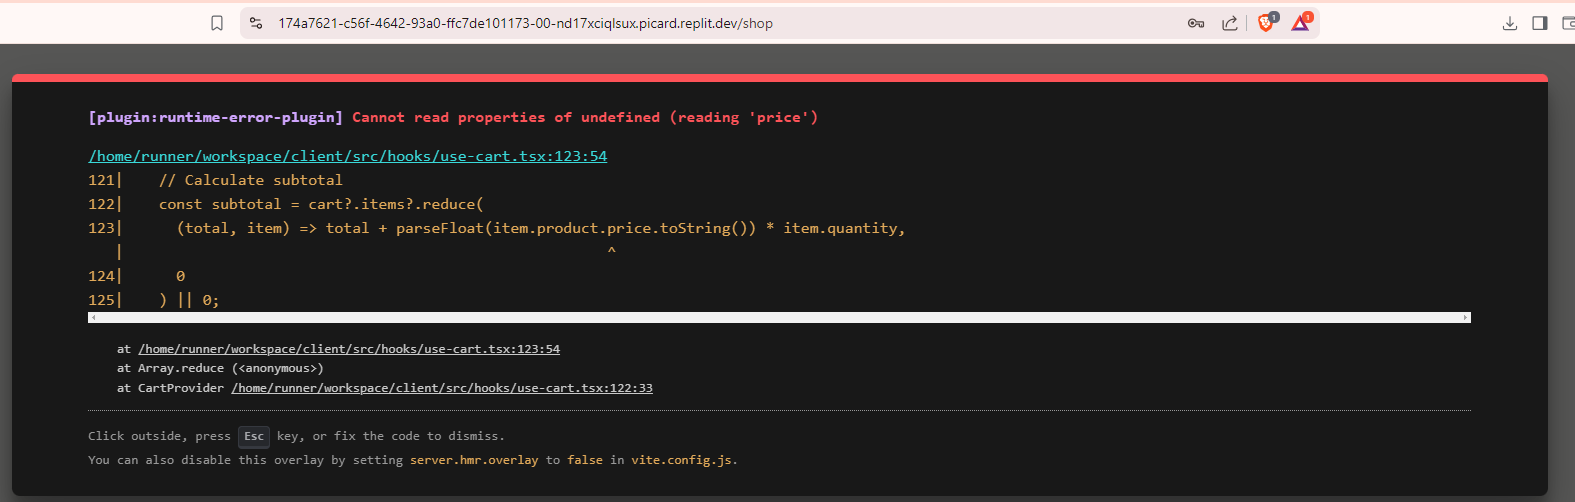 174a7621-c56f-4642-93a0-ffc7de101173-00-nd17xciqlsux.picard.replit.dev/shop
1
1
[plugin:runtime-error-plugin] Cannot read properties of undefined (reading 'price')
/home/runner/workspace/client/src/hooks/use-cart.tsx:123:54
121|    // Calculate subtotal
122|    const subtotal = cart?.items?.reduce(
123|      (total, item) => total + parseFloat(item.product.price.toString()) * item.quantity,
   |                                                       ^
124|      0
125|    ) || 0;
at /home/runner/workspace/client/src/hooks/use-cart.tsx:123:54
at Array.reduce (<anonymous>)
at CartProvider /home/runner/workspace/client/src/hooks/use-cart.tsx:122:33
Click outside, press Esc key, or fix the code to dismiss.
You can also disable this overlay by setting server.hmr.overlay to false in vite.config.js.